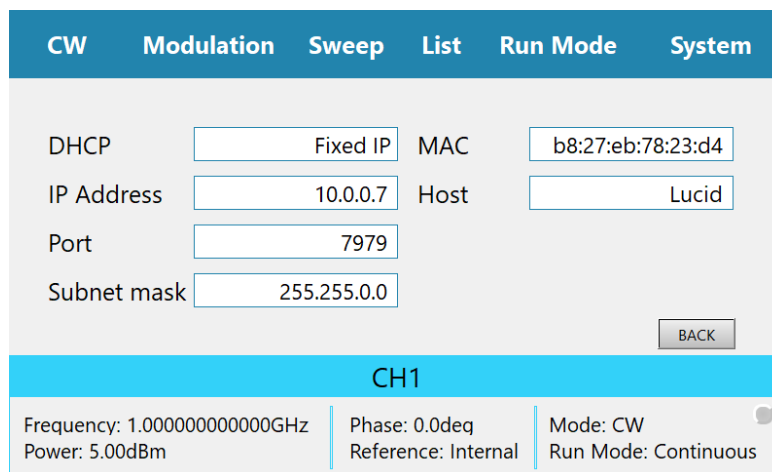 CW Modulation Sweep List Run Mode System
DHCP Fixed IP MAC b8:27:eb:78:23:d4
IP Address 10.0.0.7 Host Lucid
Port 7979
Subnet mask 255.255.0.0
BACK
CH1
Frequency: 1.000000000000GHz Phase: 0.0deg Mode: CW
Power: 5.00dBm Reference: Internal Run Mode: Continuous